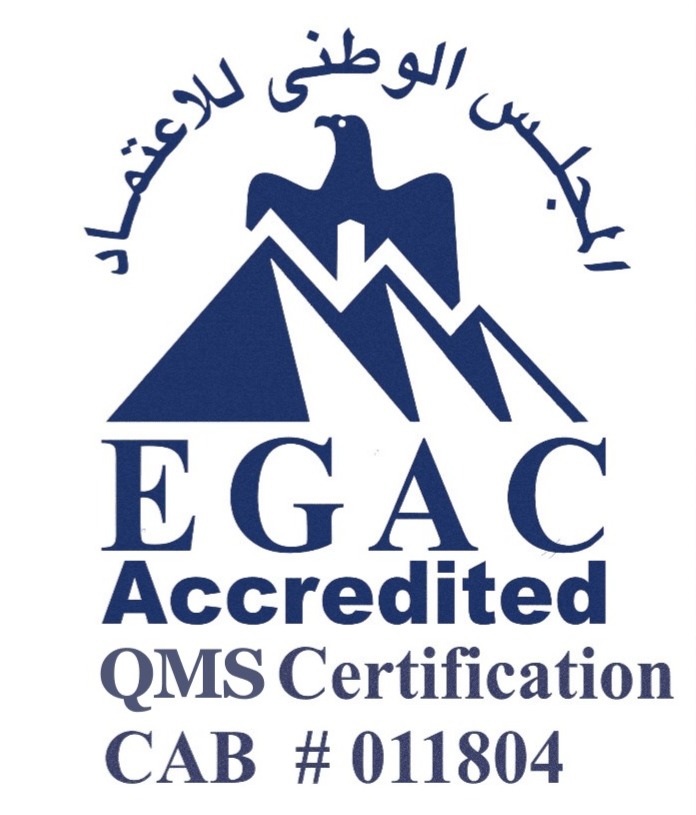 المجلس الوطنى للاعتماد
EGAC
Accredited
QMS Certification
CAB # 011804